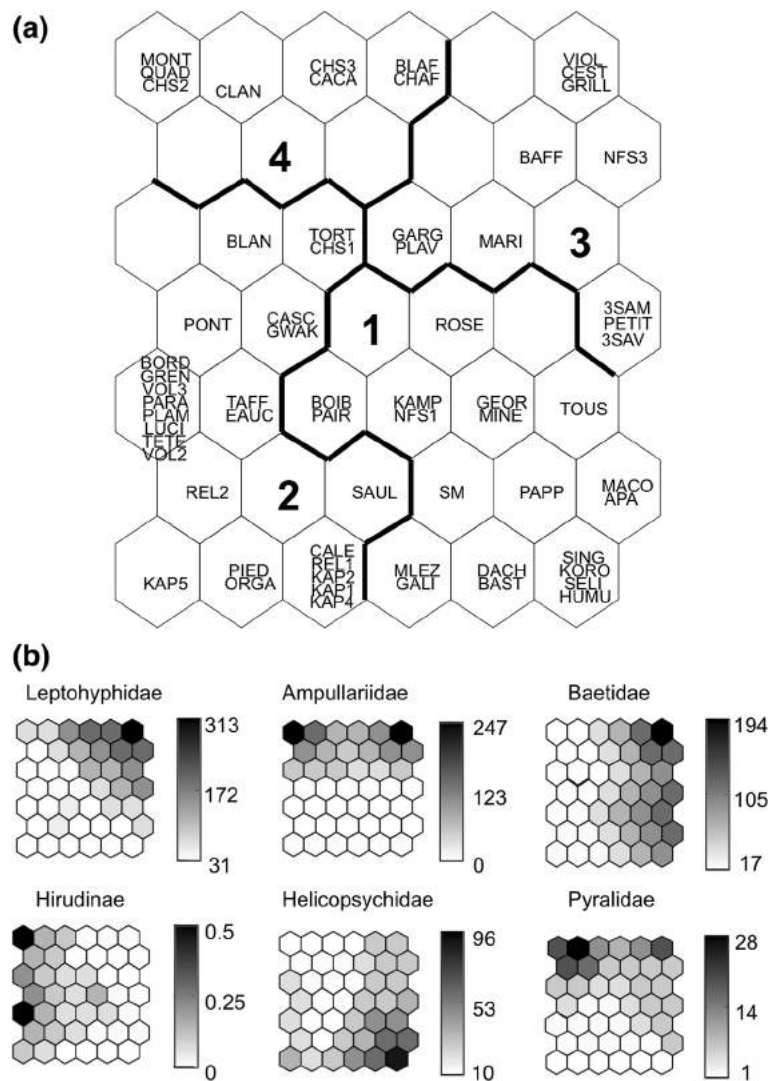 (a)
MONT
QUAD
CHS2
CLAN
CHS3
CACA
BLAF
CHAF
VIOL
CEST
GRILL
4
BAFF
NFS3
BLAN
TORT
CHS1
GARG
PLAV
MARI
3
PONT
CASC
GWAK
1
ROSE
3SAM
PETIT
3SAV
BORD
GREN
VOL3
PARA
PLAM
LUCI
TETE
VOL2
TAFF
EAUC
BOIB
PAIR
KAMP
NFS1
GEOR
MINE
TOUS
REL2
2
SAUL
SM
PAPP
MACO
APA
KAP5
PIED
ORGA
CALE
REL1
KAP2
KAP1
KAP4
MLEZ
GALI
DACH
BAST
SING
KORO
SELI
HUMU
(b)
Leptohyphidae
313
172
31
Ampullariidae
247
123
0
Baetidae
194
105
17
Hirudinae
0.5
0.25
0
Helicopsychidae
96
53
10
Pyralidae
28
14
1